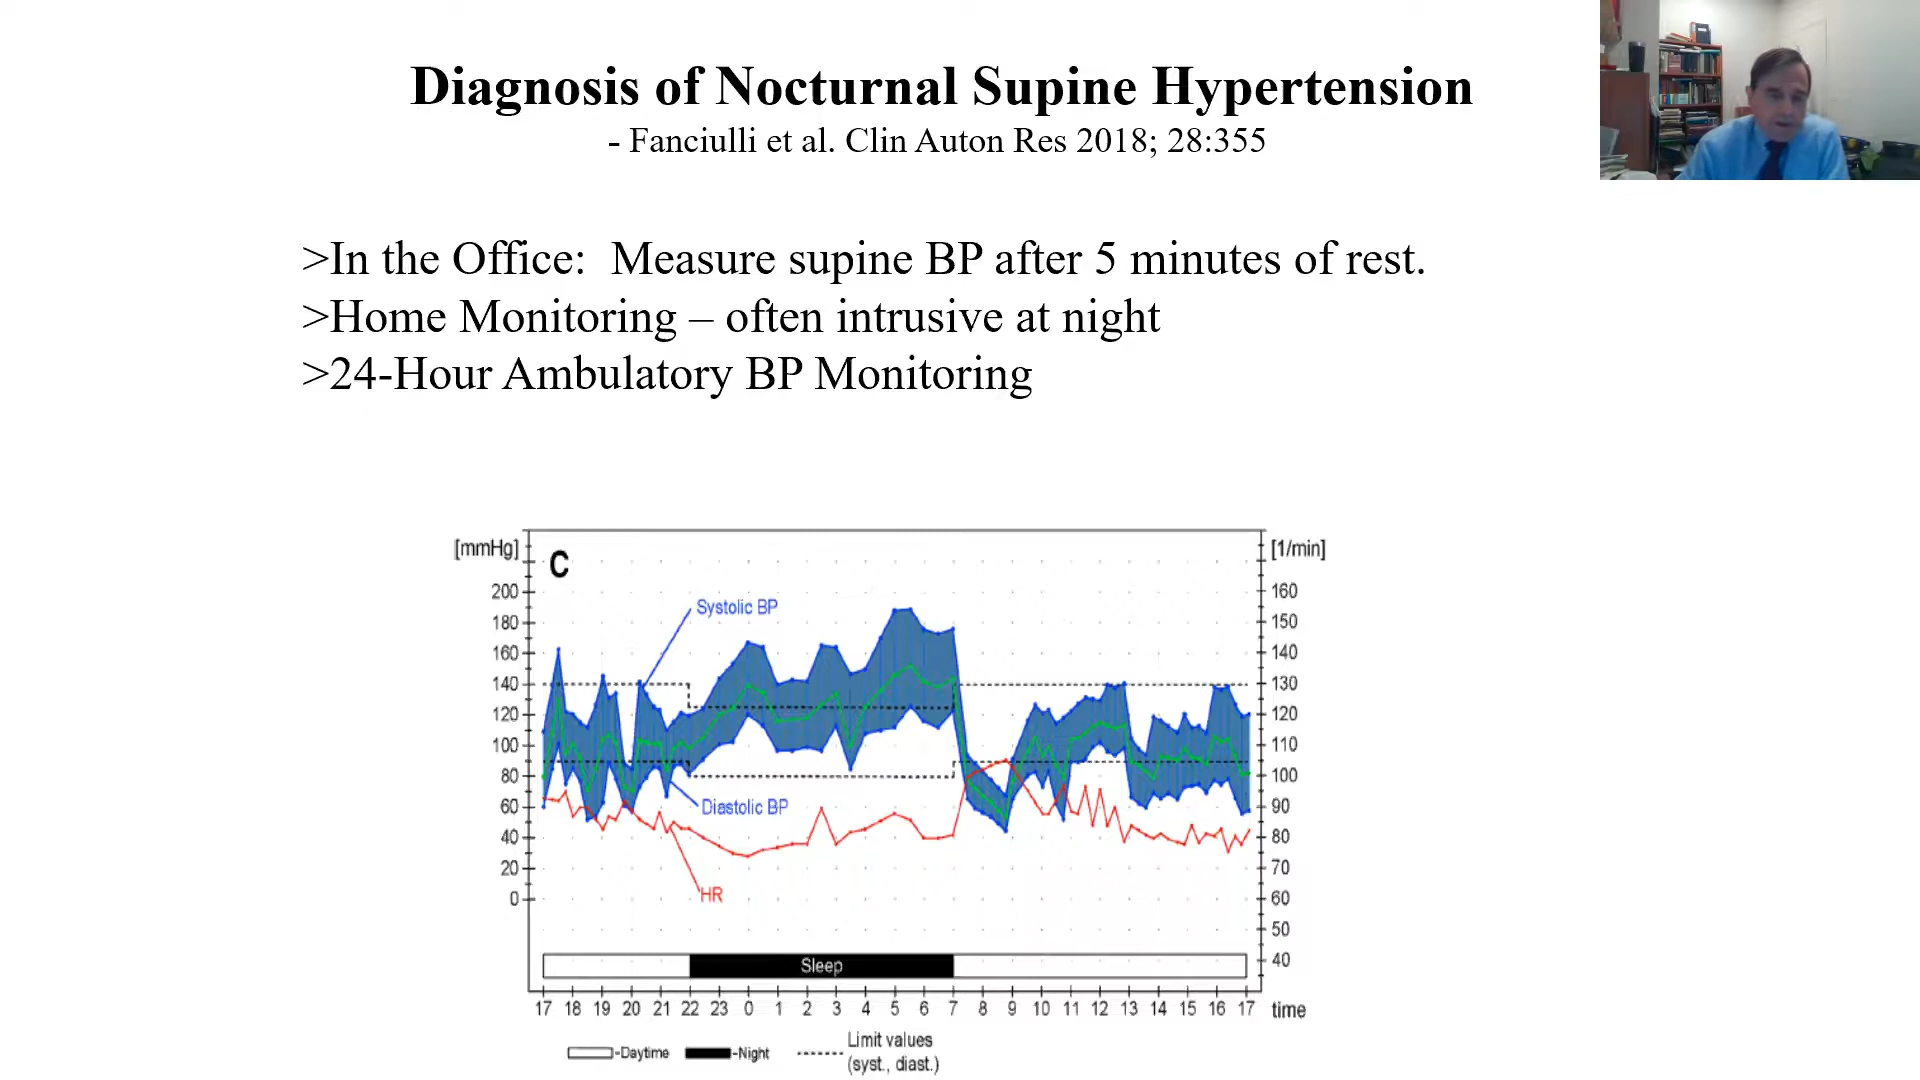 Diagnosis of Nocturnal Supine Hypertension
- Fanciulli et al. Clin Auton Res 2018; 28:355
>In the Office:  Measure supine BP after 5 minutes of rest.
>Home Monitoring – often intrusive at night
>24-Hour Ambulatory BP Monitoring
[mmHg]
C
[1/min]
200
180
160
140
120
100
80
60
40
20
0
Systolic BP
Diastolic BP
HR
160
150
140
130
120
110
100
90
80
70
60
50
40
Sleep
17 18 19 20 21 22 23 0 1 2 3 4 5 6 7 8 9 10 11 12 13 14 15 16 17 time
-Daytime
-Night
Limit values
(syst., diast.)